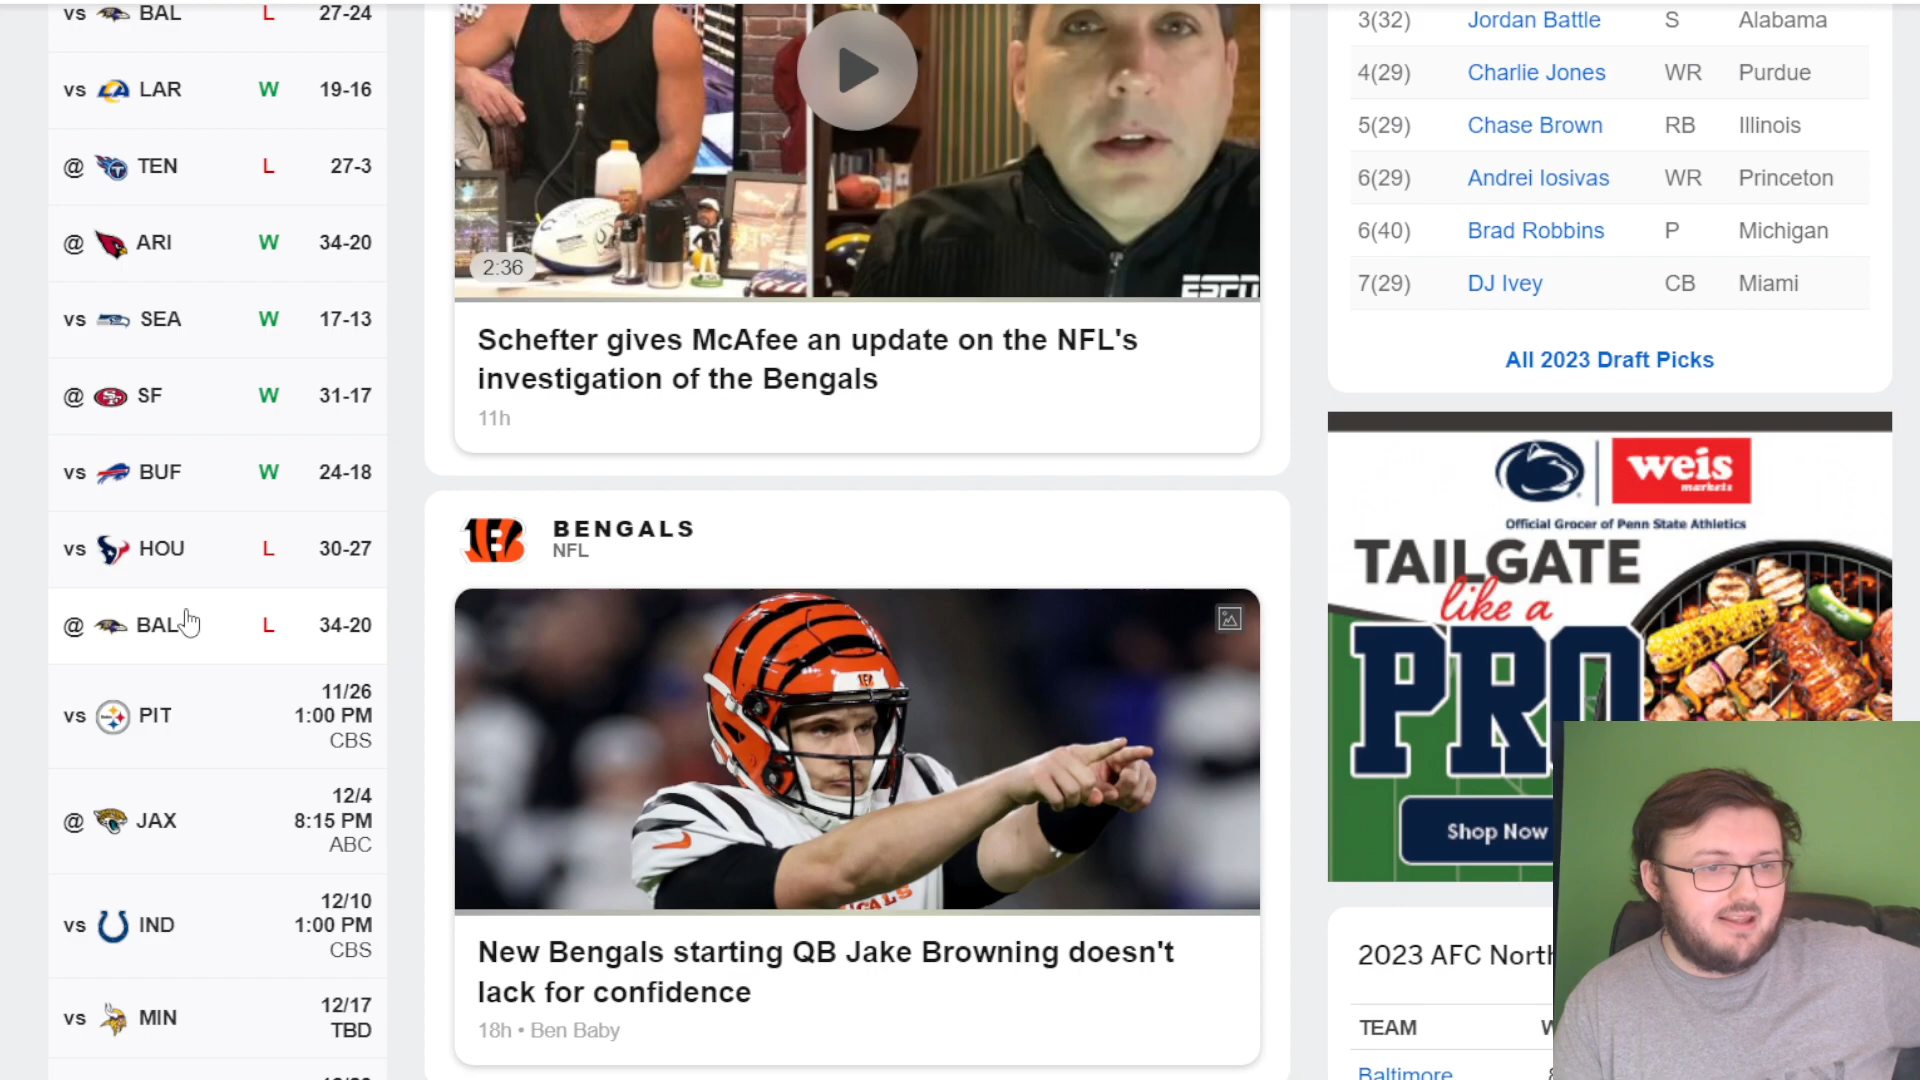 vs BAL L 27-24
vs LAR W 19-16
@ TEN L 27-3
@ ARI W 34-20
vs SEA W 17-13
@ SF W 31-17
vs BUF W 24-18
vs HOU L 30-27
@ BAL L 34-20
vs PIT 11/26 1:00 PM CBS
@ JAX 12/4 8:15 PM ABC
vs IND 12/10 1:00 PM CBS
vs MIN 12/17 TBD
2:36
ESPN
Schefter gives McAfee an update on the NFL's
investigation of the Bengals
11h
BENGALS
NFL
New Bengals starting QB Jake Browning doesn't
lack for confidence
18h • Ben Baby
3(32) Jordan Battle S Alabama
4(29) Charlie Jones WR Purdue
5(29) Chase Brown RB Illinois
6(29) Andrei Iosivas WR Princeton
6(40) Brad Robbins P Michigan
7(29) DJ Ivey CB Miami
All 2023 Draft Picks
weis
markets
Official Grocer of Penn State Athletics
TAILGATE
like a
PRO
Shop Now
2023 AFC North
TEAM W
Baltimore